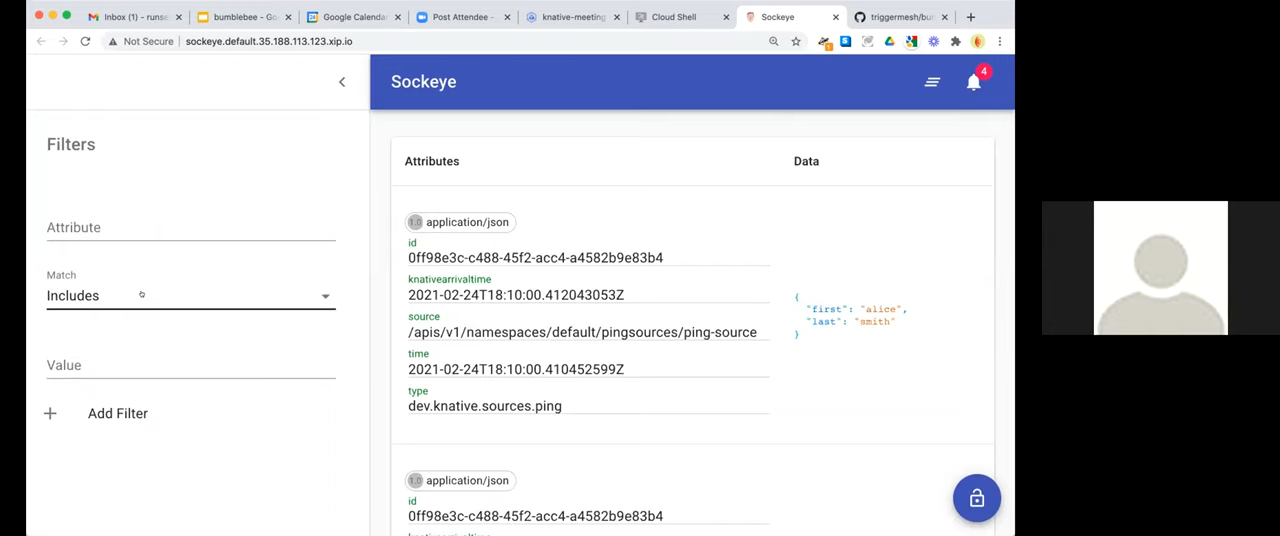 Inbox (1) - runse
bumblebee - Go
Google Calenda
Post Attendee -
knative-meeting
Cloud Shell
Sockeye
triggermesh/bu
Not Secure
sockeye.default.35.188.113.123.xip.io
Sockeye
4
Filters
Attribute
Match
Includes
Value
Add Filter
Attributes Data
1.0 application/json
id
0ff98e3c-c488-45f2-acc4-a4582b9e83b4
knativearrivaltime
2021-02-24T18:10:00.412043053Z
source
/apis/v1/namespaces/default/pingsources/ping-source
time
2021-02-24T18:10:00.410452599Z
type
dev.knative.sources.ping
{
"first": "alice",
"last": "smith"
}
1.0 application/json
id
0ff98e3c-c488-45f2-acc4-a4582b9e83b4